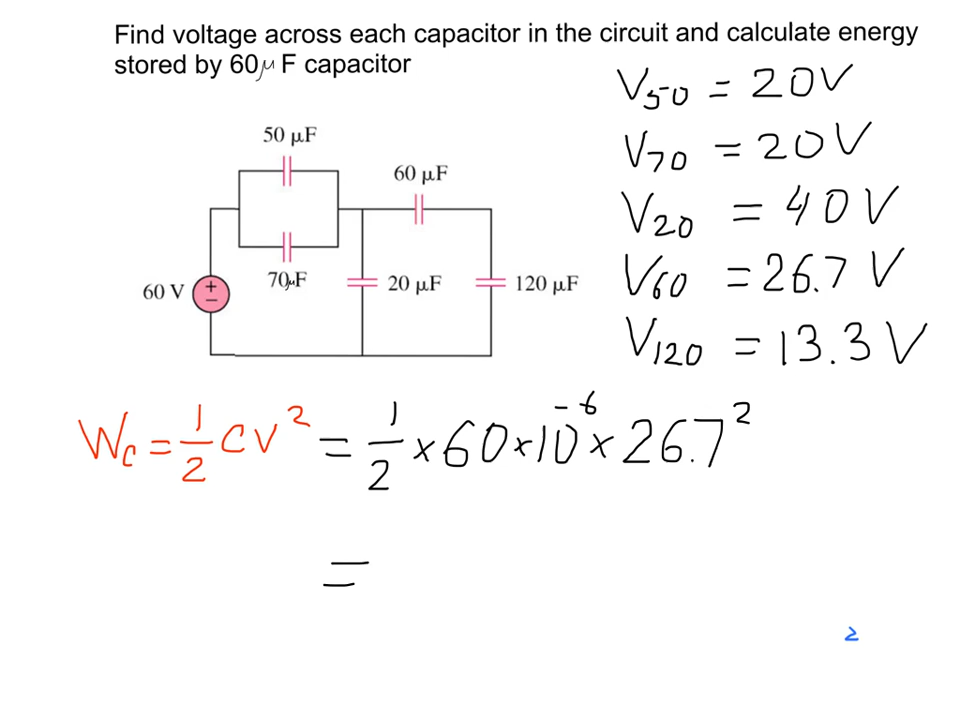 Find voltage across each capacitor in the circuit and calculate energy
stored by 60μ F capacitor
V50 = 20V
V70 = 20V
V20 = 40V
V60 = 26.7 V
V120 = 13.3 V
50 μF
60 μF
60 V
+
−
70μF
20 μF
120 μF
Wc = 1/2 CV² = 1/2 × 60×10⁻⁶ × 26.7²
=
2